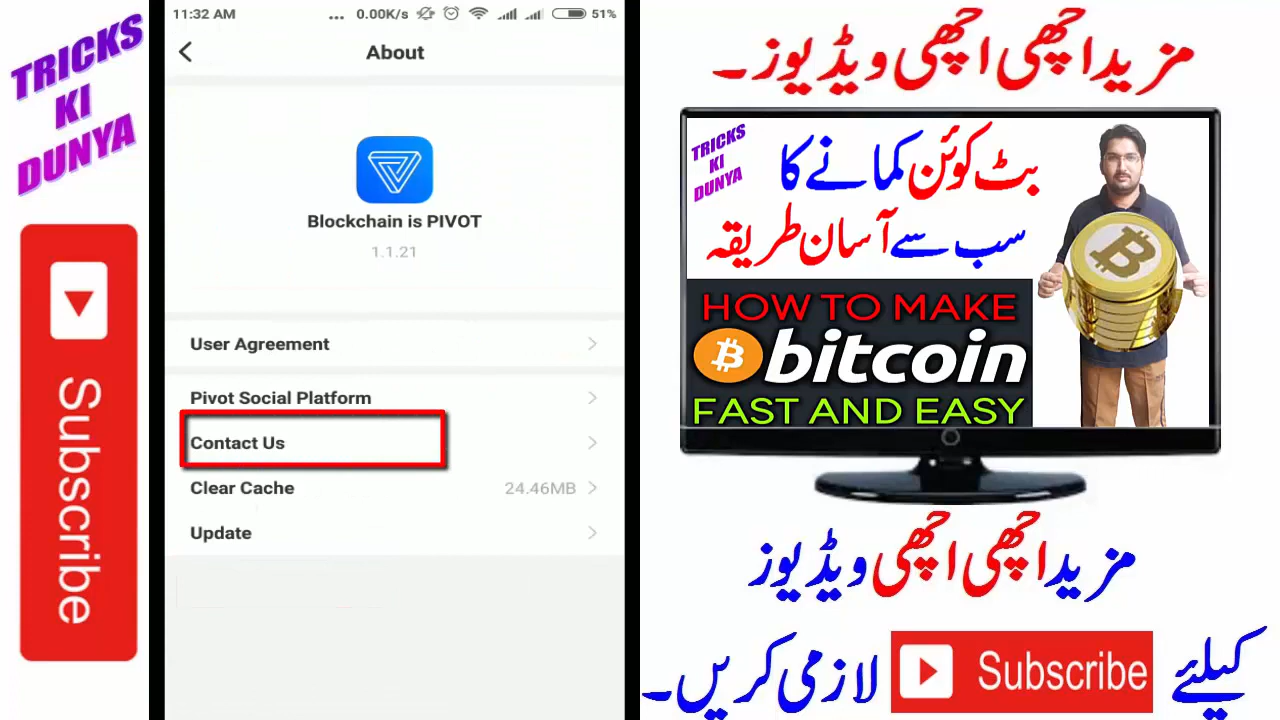 TRICKS
KI
DUNYA
Subscribe
11:32 AM
... 0.00K/s
51%
About
Blockchain is PIVOT
1.1.21
User Agreement
Pivot Social Platform
Contact Us
Clear Cache
24.46MB
Update
مزید اچھی اچھی ویڈیوز۔
TRICKS
KI
DUNYA
بٹ کوئن کمانے کا
سب سے آسان طریقہ
HOW TO MAKE
bitcoin
FAST AND EASY
مزید اچھی اچھی ویڈیوز
کیلئے Subscribe لازمی کریں۔